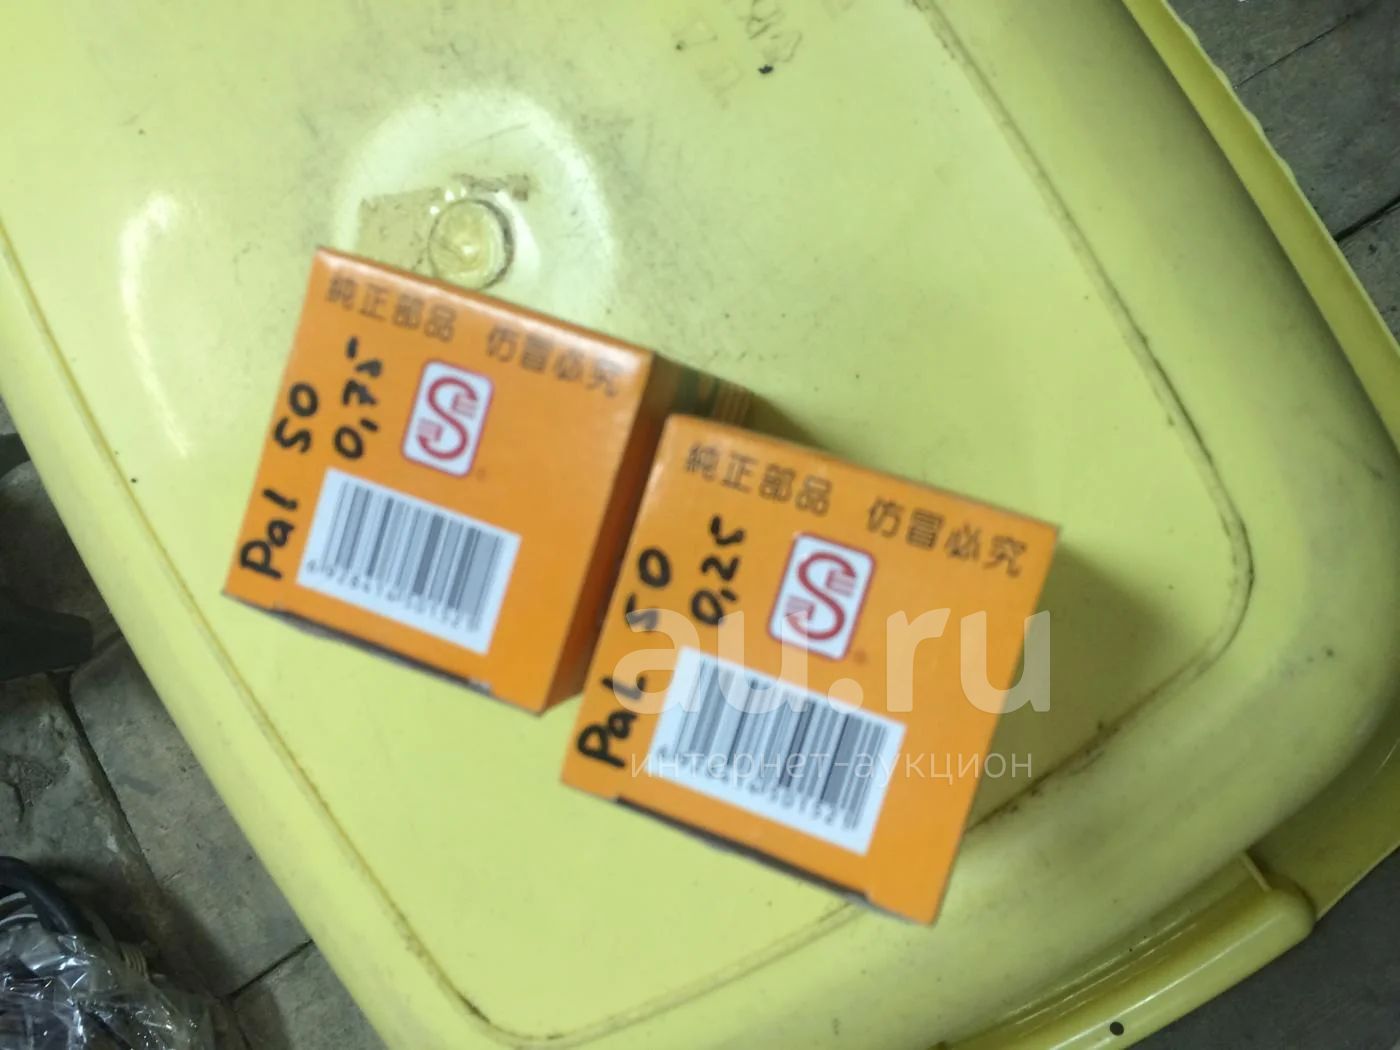 純正部品 仿冒必究
Pal 50
0,75
純正部品 仿冒必究
Pal 50
0,25
au.ru
интернет-аукцион